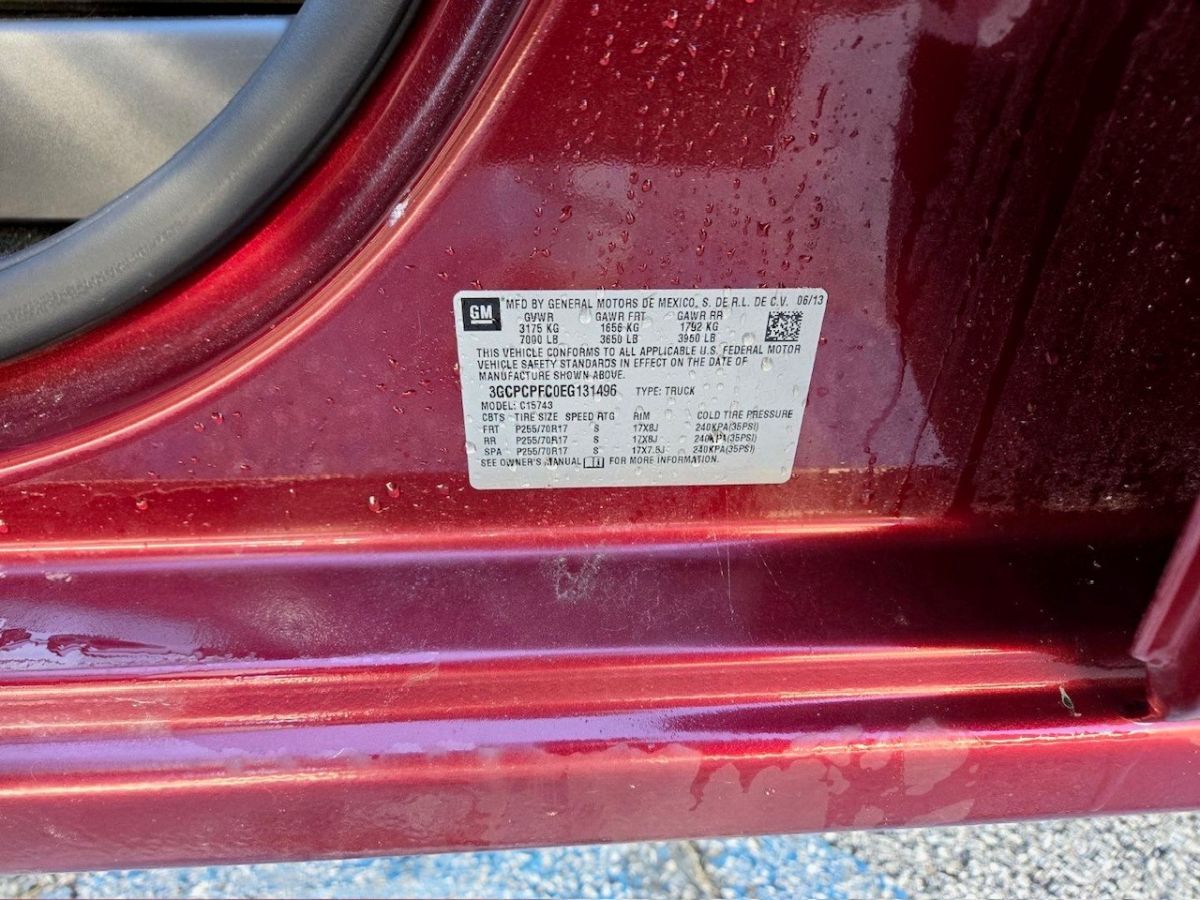 GM
MFD BY GENERAL MOTORS DE MEXICO, S. DE R.L. DE C.V. 06/13
GVWR GAWR FRT GAWR RR
3175 KG 1656 KG 1792 KG
7000 LB 3650 LB 3950 LB
THIS VEHICLE CONFORMS TO ALL APPLICABLE U.S. FEDERAL MOTOR
VEHICLE SAFETY STANDARDS IN EFFECT ON THE DATE OF
MANUFACTURE SHOWN ABOVE.
3GCPCPEC0EG131496 TYPE: TRUCK
MODEL: C15743
CBTS TIRE SIZE SPEED RTG RIM COLD TIRE PRESSURE
FRT P255/70R17 S 17X8J 240KPA(35PSI)
RR P255/70R17 S 17X8J 240KPA(35PSI)
SPA P255/70R17 S 17X7.5J 240KPA(35PSI)
SEE OWNER'S MANUAL FOR MORE INFORMATION.